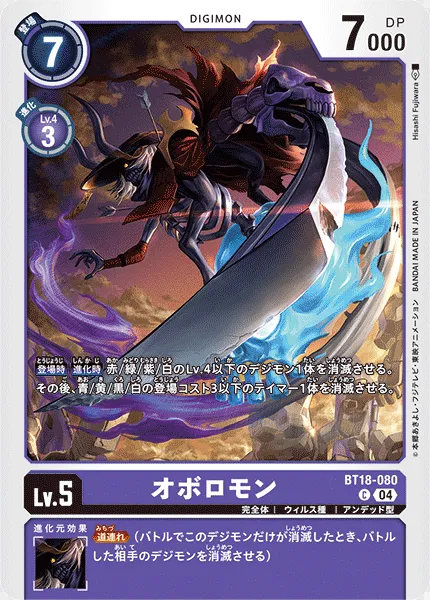 DIGIMON
登場
7
7000
DP
進化
Lv.4
3
Hisashi Fujiwara
BANDAI MADE IN JAPAN
© 本郷あきよし・フジテレビ・東映アニメーション
登場時 進化時 赤/緑/紫/白のLv.4以下のデジモン1体を消滅させる。
その後、青/黄/黒/白の登場コスト3以下のテイマー1体を消滅させる。
BT18-080
Lv.5
オボロモン
C 04
完全体 ウィルス種 アンデッド型
進化元効果
道連れ (バトルでこのデジモンだけが消滅したとき、バトル
した相手のデジモンを消滅させる)